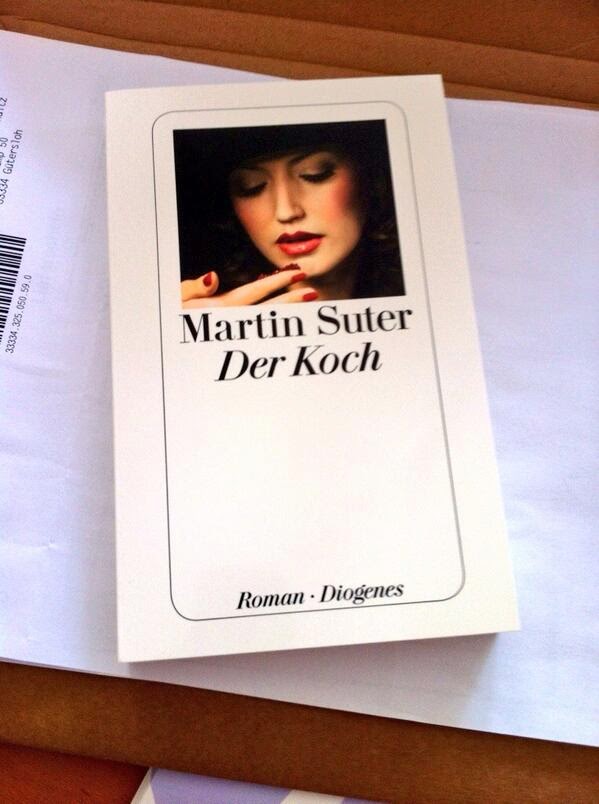 33334 Gütersloh
33334.325.050.59.0
Martin Suter
Der Koch
Roman · Diogenes